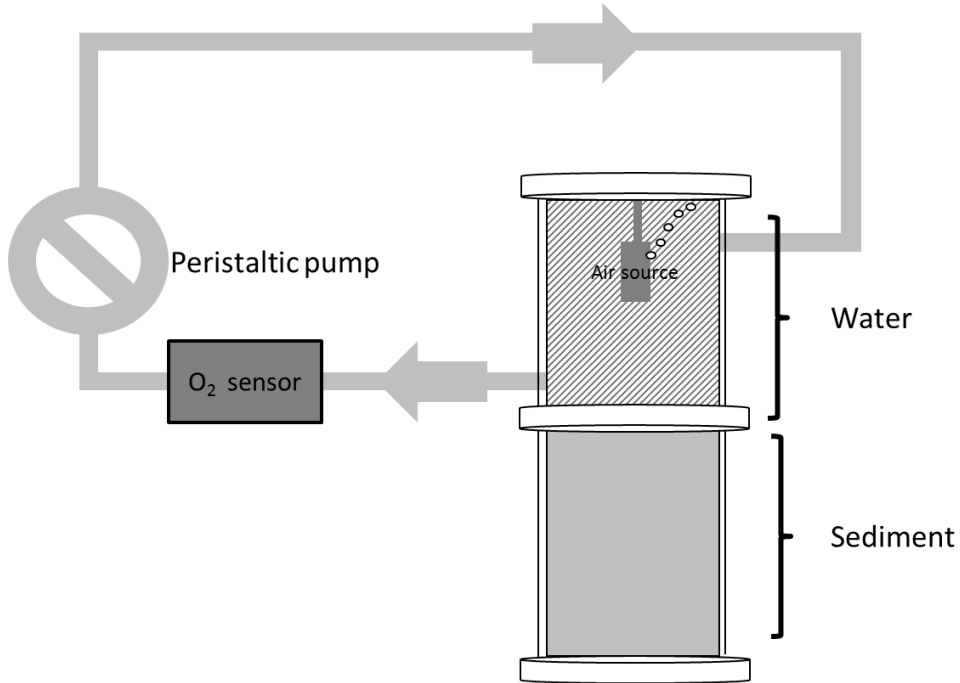 Peristaltic pump
Air source
Water
O₂ sensor
Sediment